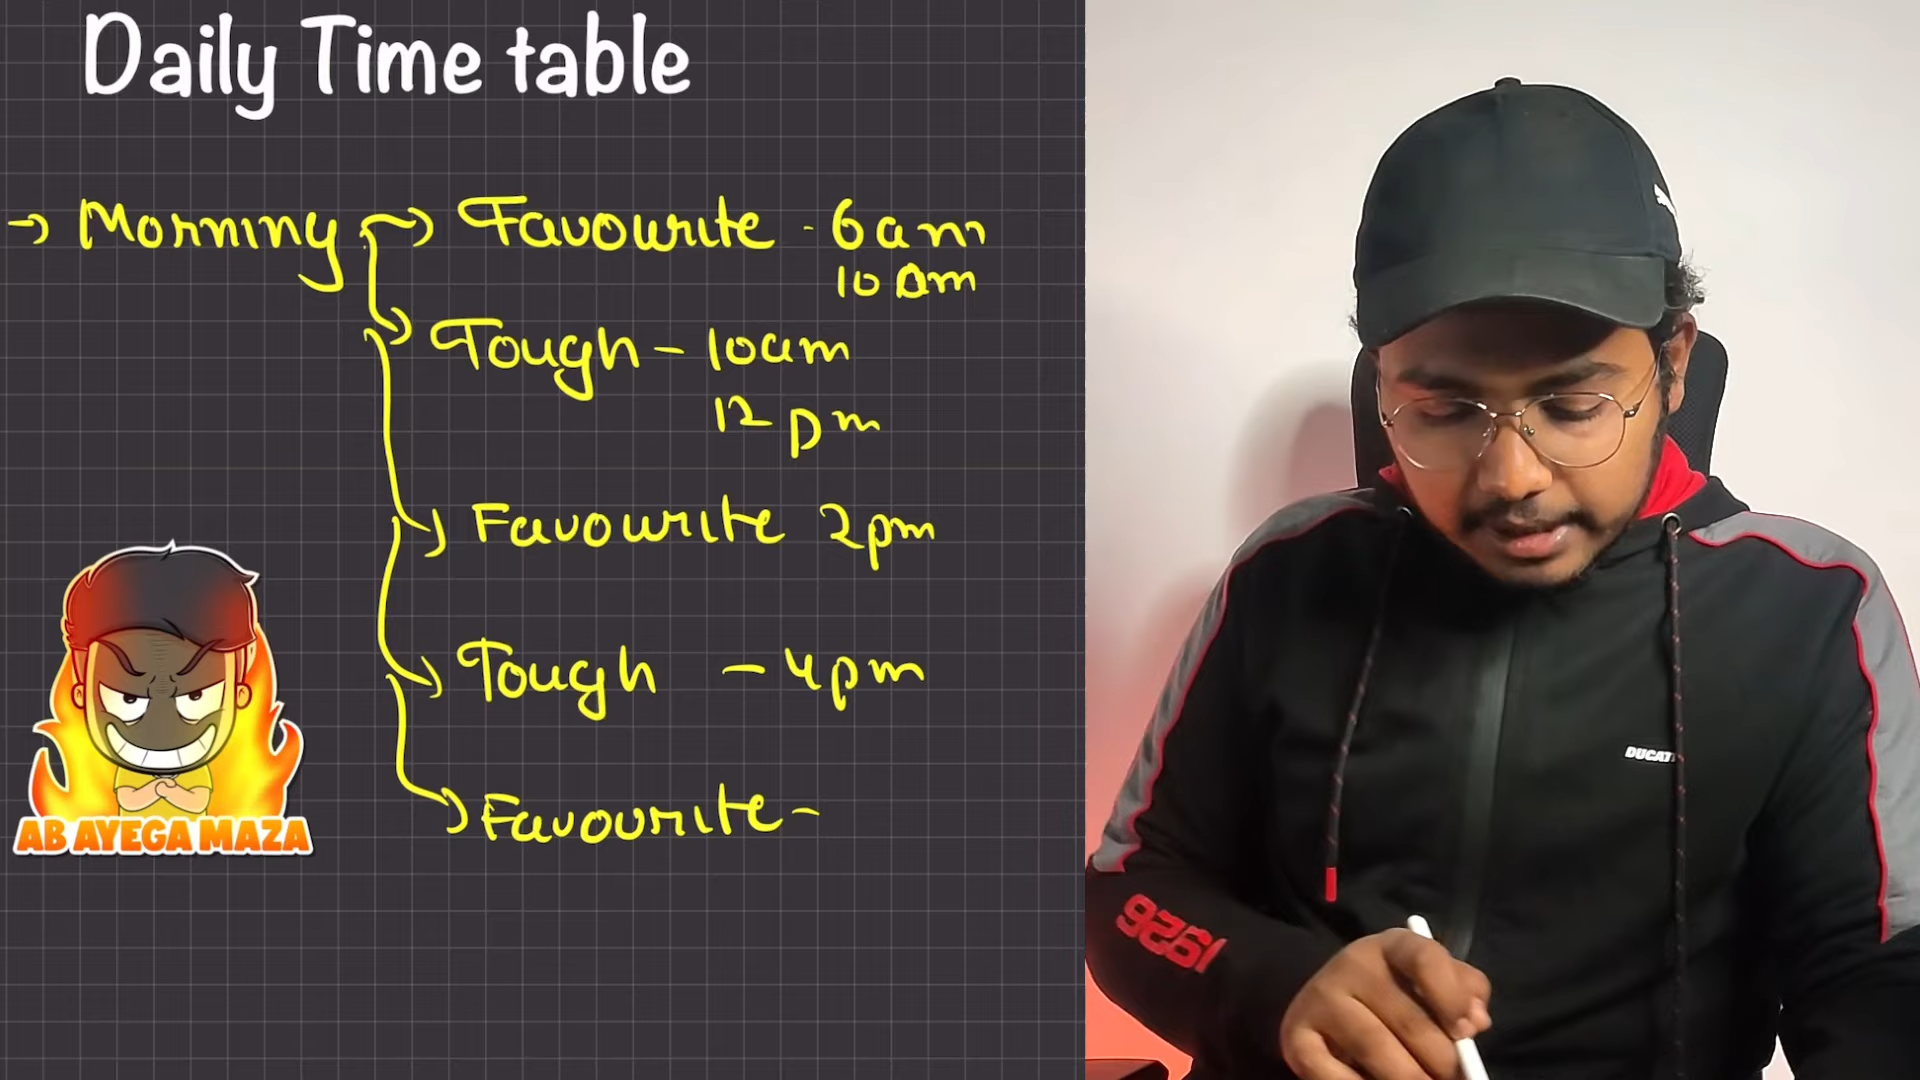 Daily Time table
→ Morning → Favourite - 6am
10 am
Tough - 10am
12 pm
Favourite 2pm
Tough - 4pm
Favourite -
AB AYEGA MAZA
DUCATI
1926